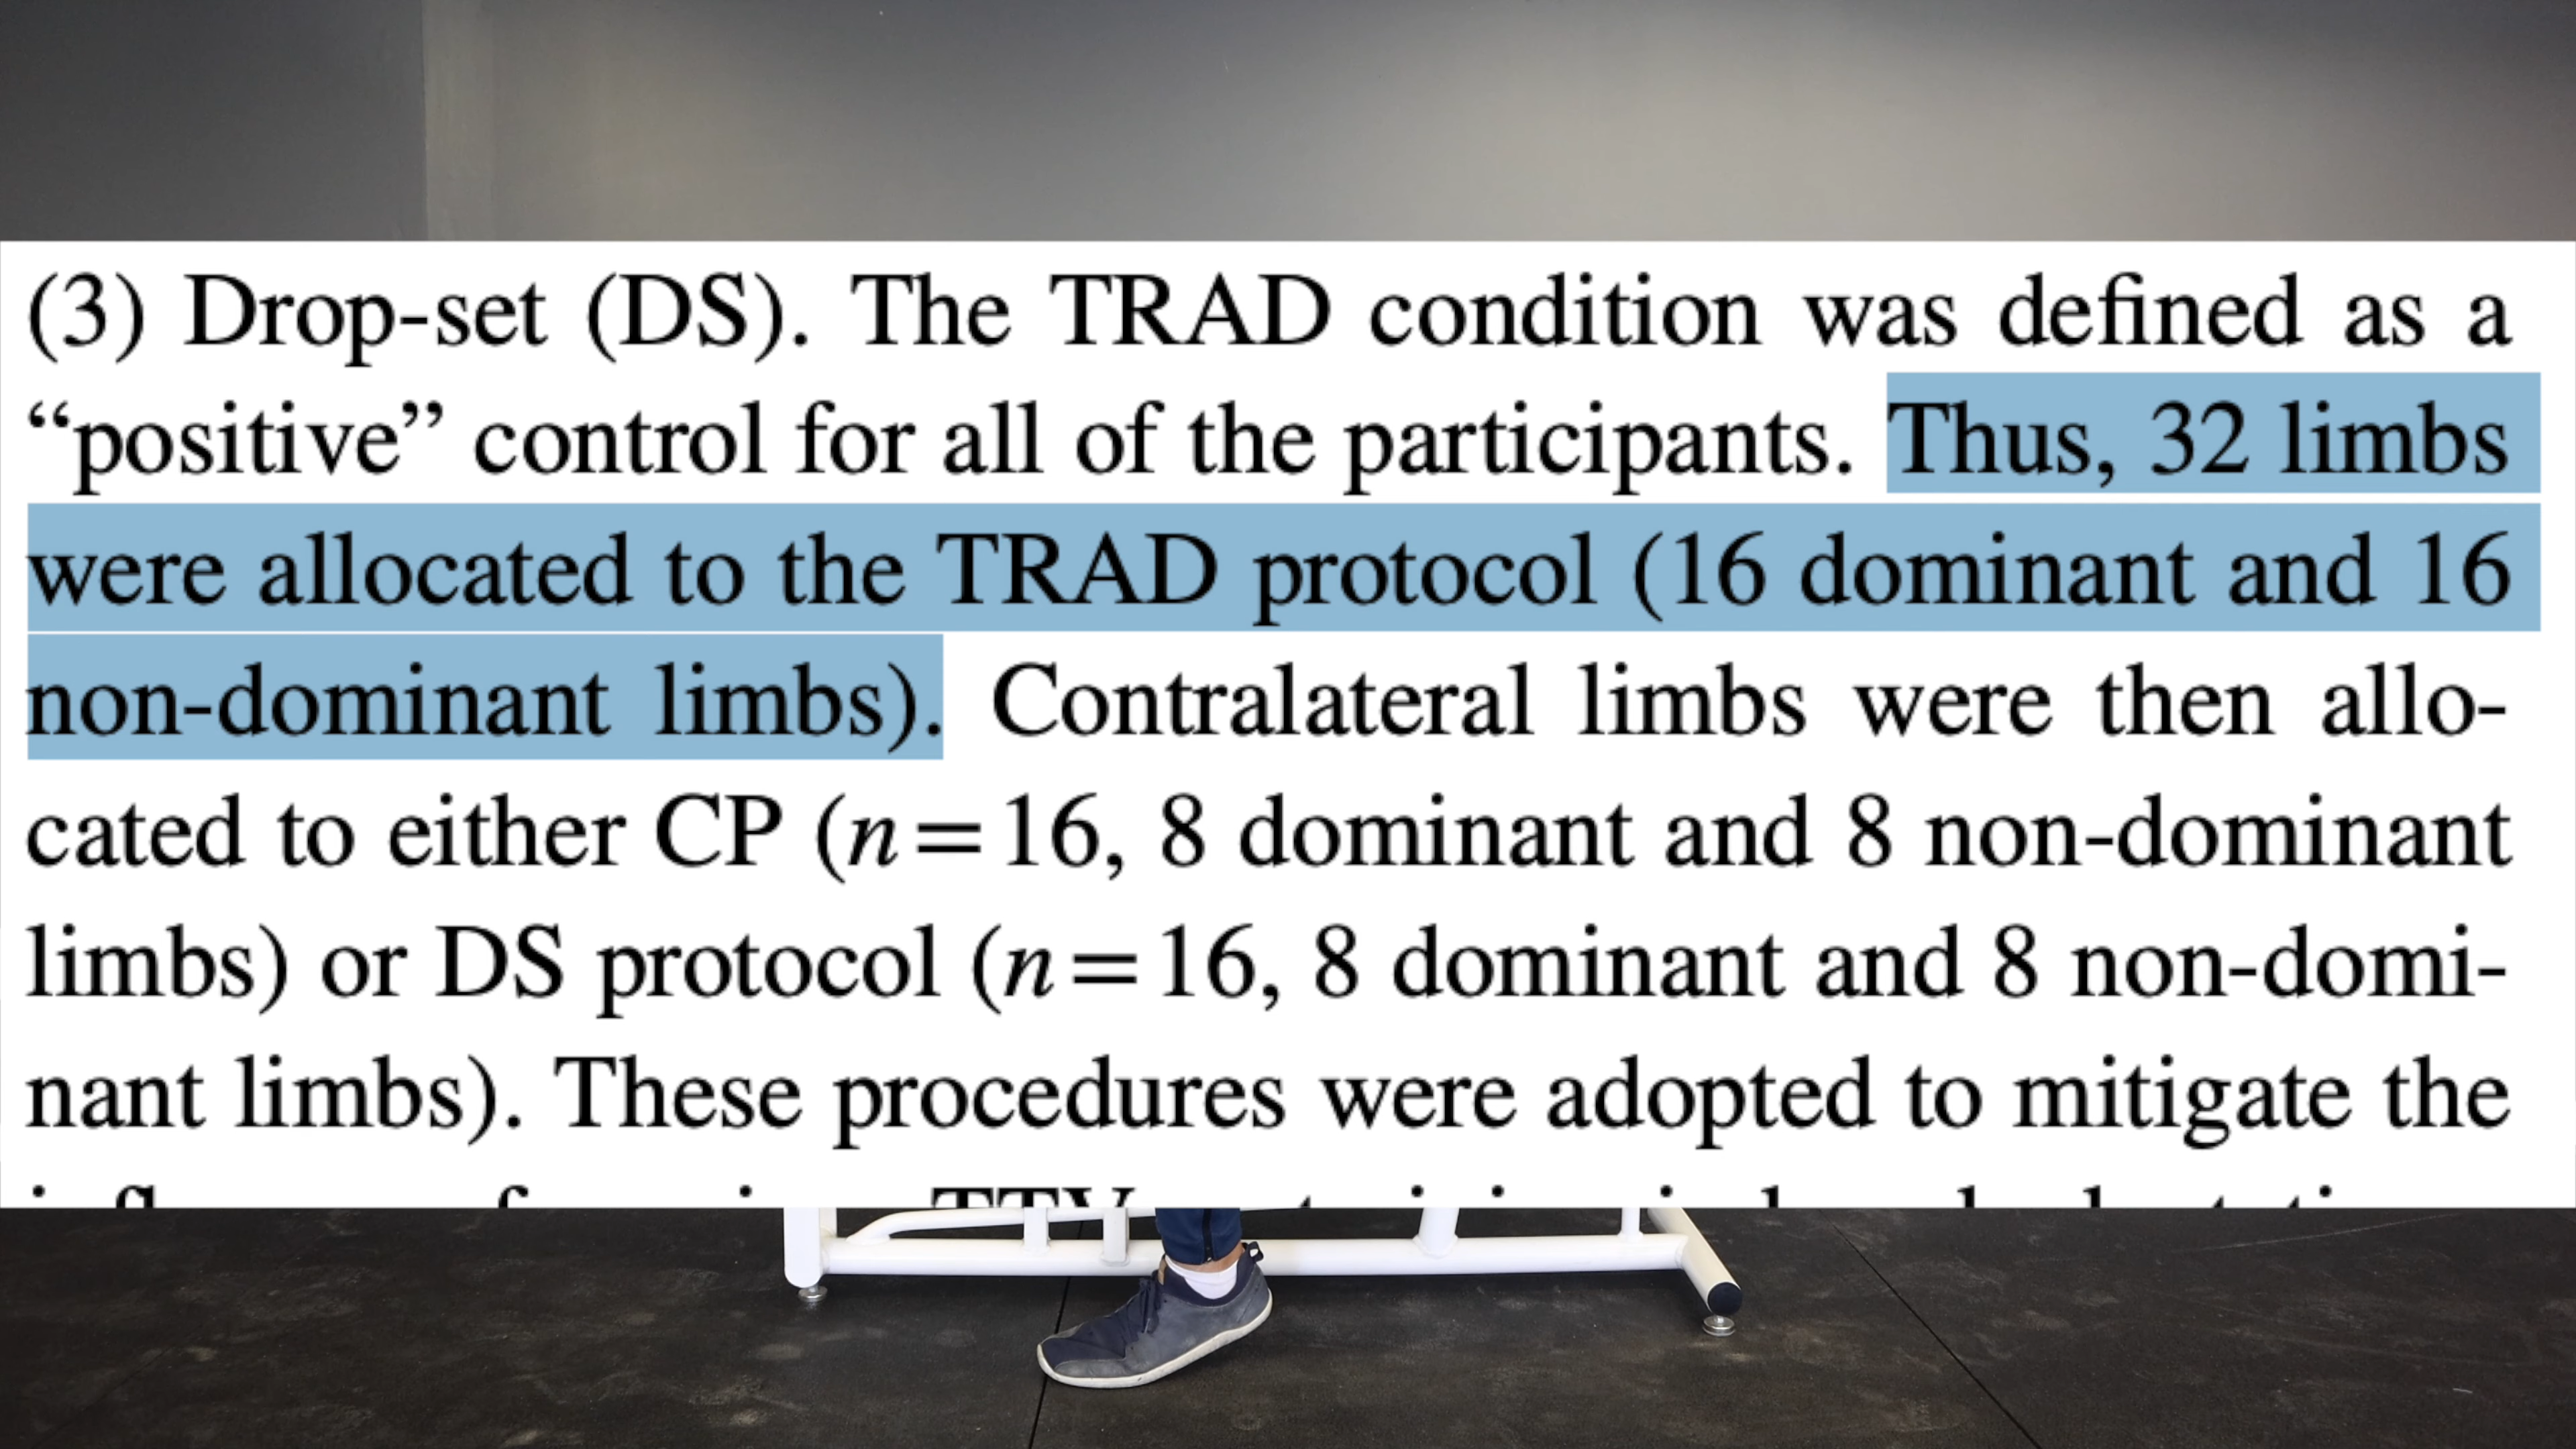 (3) Drop-set (DS). The TRAD condition was defined as a
“positive” control for all of the participants. Thus, 32 limbs
were allocated to the TRAD protocol (16 dominant and 16
non-dominant limbs). Contralateral limbs were then allo-
cated to either CP (n=16, 8 dominant and 8 non-dominant
limbs) or DS protocol (n=16, 8 dominant and 8 non-domi-
nant limbs). These procedures were adopted to mitigate the